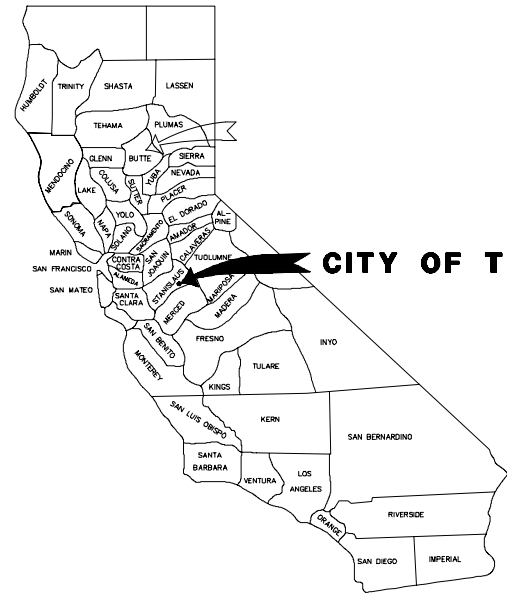 HUMBOLDT
TRINITY
SHASTA
LASSEN
TEHAMA
PLUMAS
MENDOCINO
GLENN
BUTTE
SIERRA
YUBA
NEVADA
COLUSA
LAKE
SUTTER
PLACER
SONOMA
NAPA
YOLO
EL DORADO
AL-
PINE
SOLANO
SACRAMENTO
AMADOR
CALAVERAS
MARIN
CONTRA
COSTA
SAN
JOAQUIN
TUOLUMNE
SAN FRANCISCO
ALAMEDA
CITY OF T
SAN MATEO
SANTA
CLARA
STANISLAUS
MARIPOSA
MERCED
MADERA
SAN BENITO
FRESNO
INYO
MONTEREY
TULARE
KINGS
SAN LUIS OBISPO
KERN
SAN BERNARDINO
SANTA
BARBARA
VENTURA
LOS
ANGELES
ORANGE
RIVERSIDE
SAN DIEGO
IMPERIAL